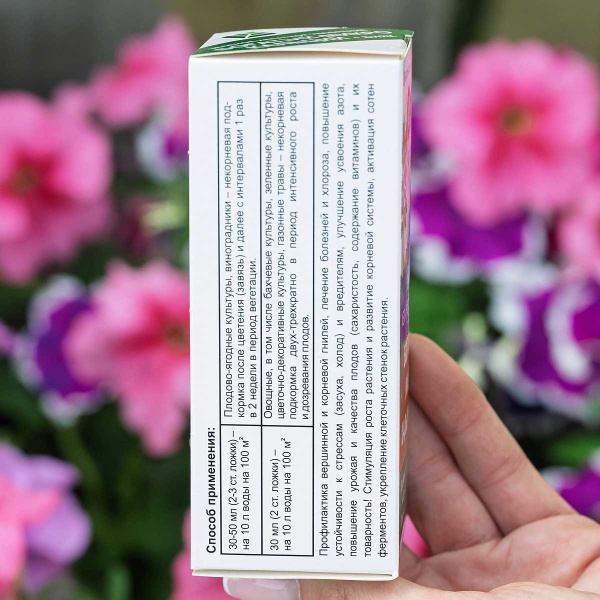 Способ применения:
30-50 мл (2-3 ст. ложки) –
на 10 л воды на 100 м²
Плодово-ягодные культуры, виноградники – некорневая под-
кормка после цветения (завязь) и далее с интервалами 1 раз
в 2 недели в период вегетации.
30 мл (2 ст. ложки) –
на 10 л воды на 100 м²
Овощные, в том числе бахчевые культуры, зеленные культуры,
цветочно-декоративные культуры, газонные травы – некорневая
подкормка двух-трехкратно в период интенсивного роста
и дозревания плодов.
Профилактика вершинной и корневой гнилей, лечение болезней и хлороза, повышение
устойчивости к стрессам (засуха, холод) и вредителям, улучшение усвоения азота,
повышение урожая и качества плодов (сахаристость, содержание витаминов) и их
товарность! Стимуляция роста растения и развитие корневой системы, активация сотен
ферментов, укрепление клеточных стенок растения.